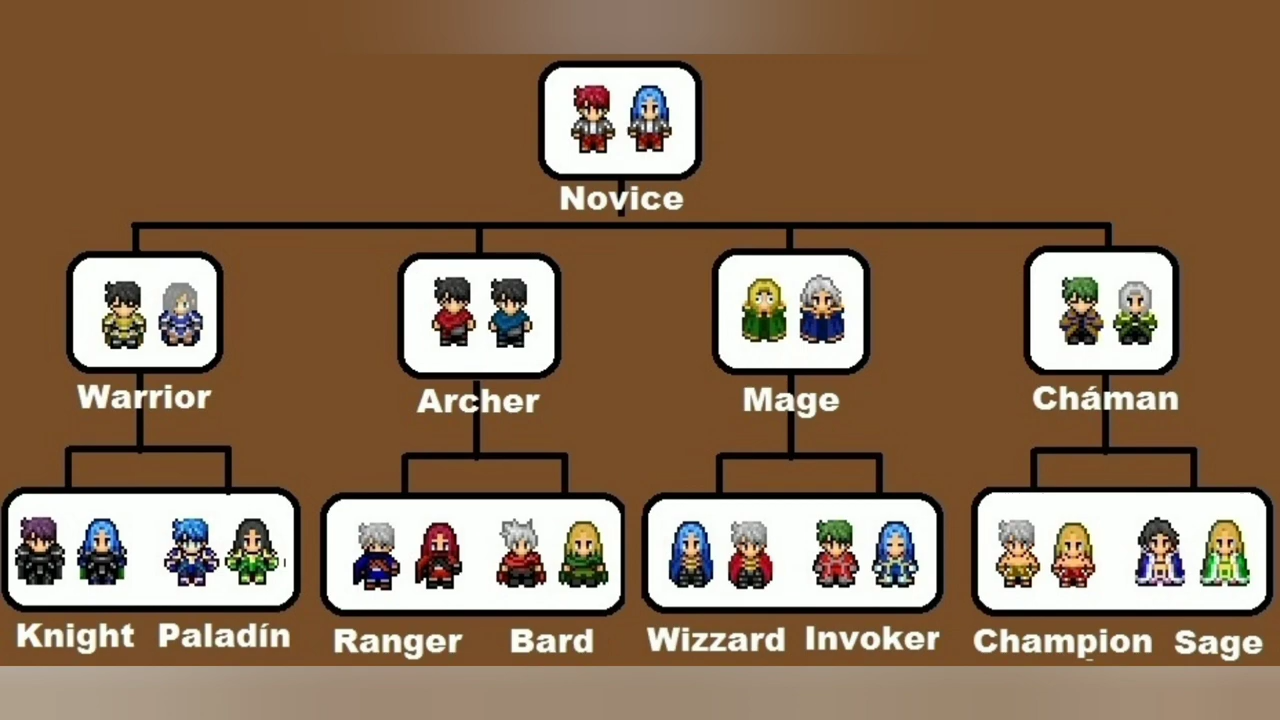 Novice
Warrior
Archer
Mage
Cháman
Knight
Paladín
Ranger
Bard
Wizzard
Invoker
Champion
Sage